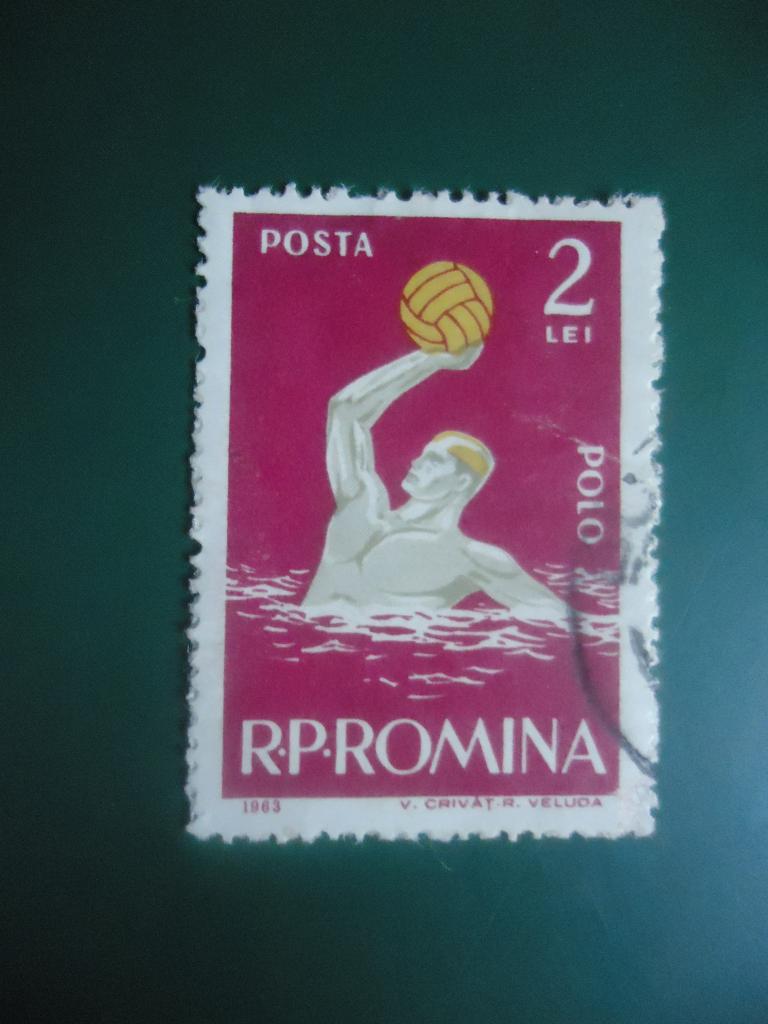 POSTA
2
LEI
POLO
R·P·ROMINA
1963 V. CRIVĂȚ-R. VELUDA